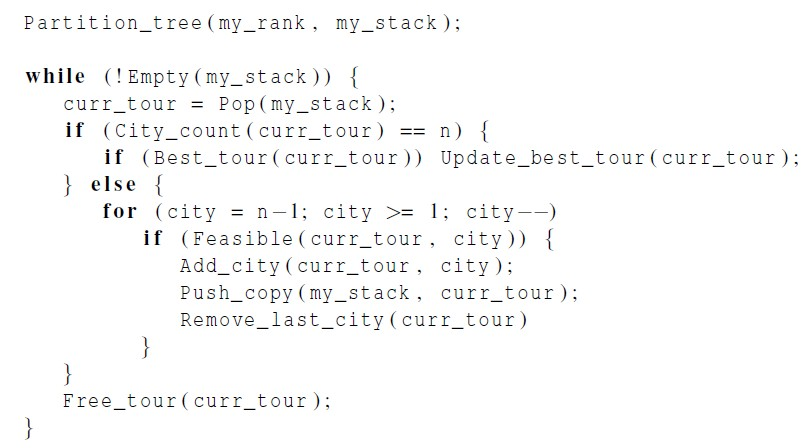 Partition_tree(my_rank, my_stack);

while (!Empty(my_stack)) {
   curr_tour = Pop(my_stack);
   if (City_count(curr_tour) == n) {
      if (Best_tour(curr_tour)) Update_best_tour(curr_tour);
   } else {
      for (city = n−1; city >= 1; city−−)
         if (Feasible(curr_tour, city)) {
            Add_city(curr_tour, city);
            Push_copy(my_stack, curr_tour);
            Remove_last_city(curr_tour)
         }
   }
   Free_tour(curr_tour);
}